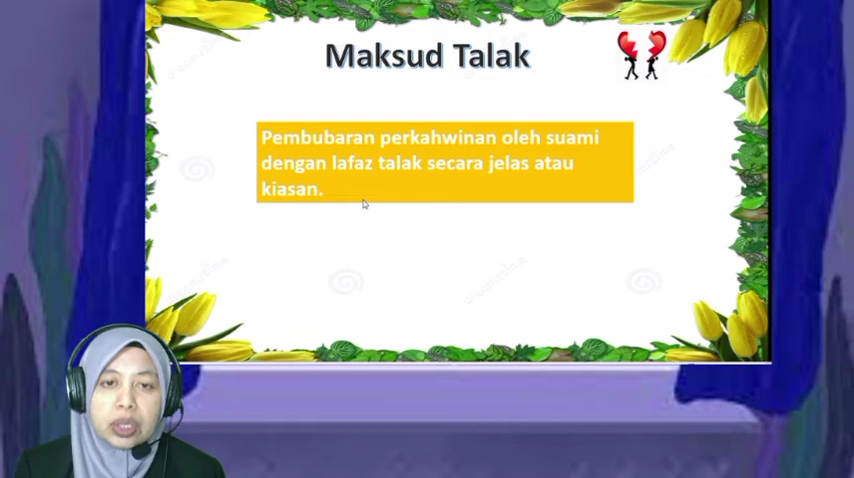 Maksud Talak
Pembubaran perkahwinan oleh suami
dengan lafaz talak secara jelas atau
kiasan.